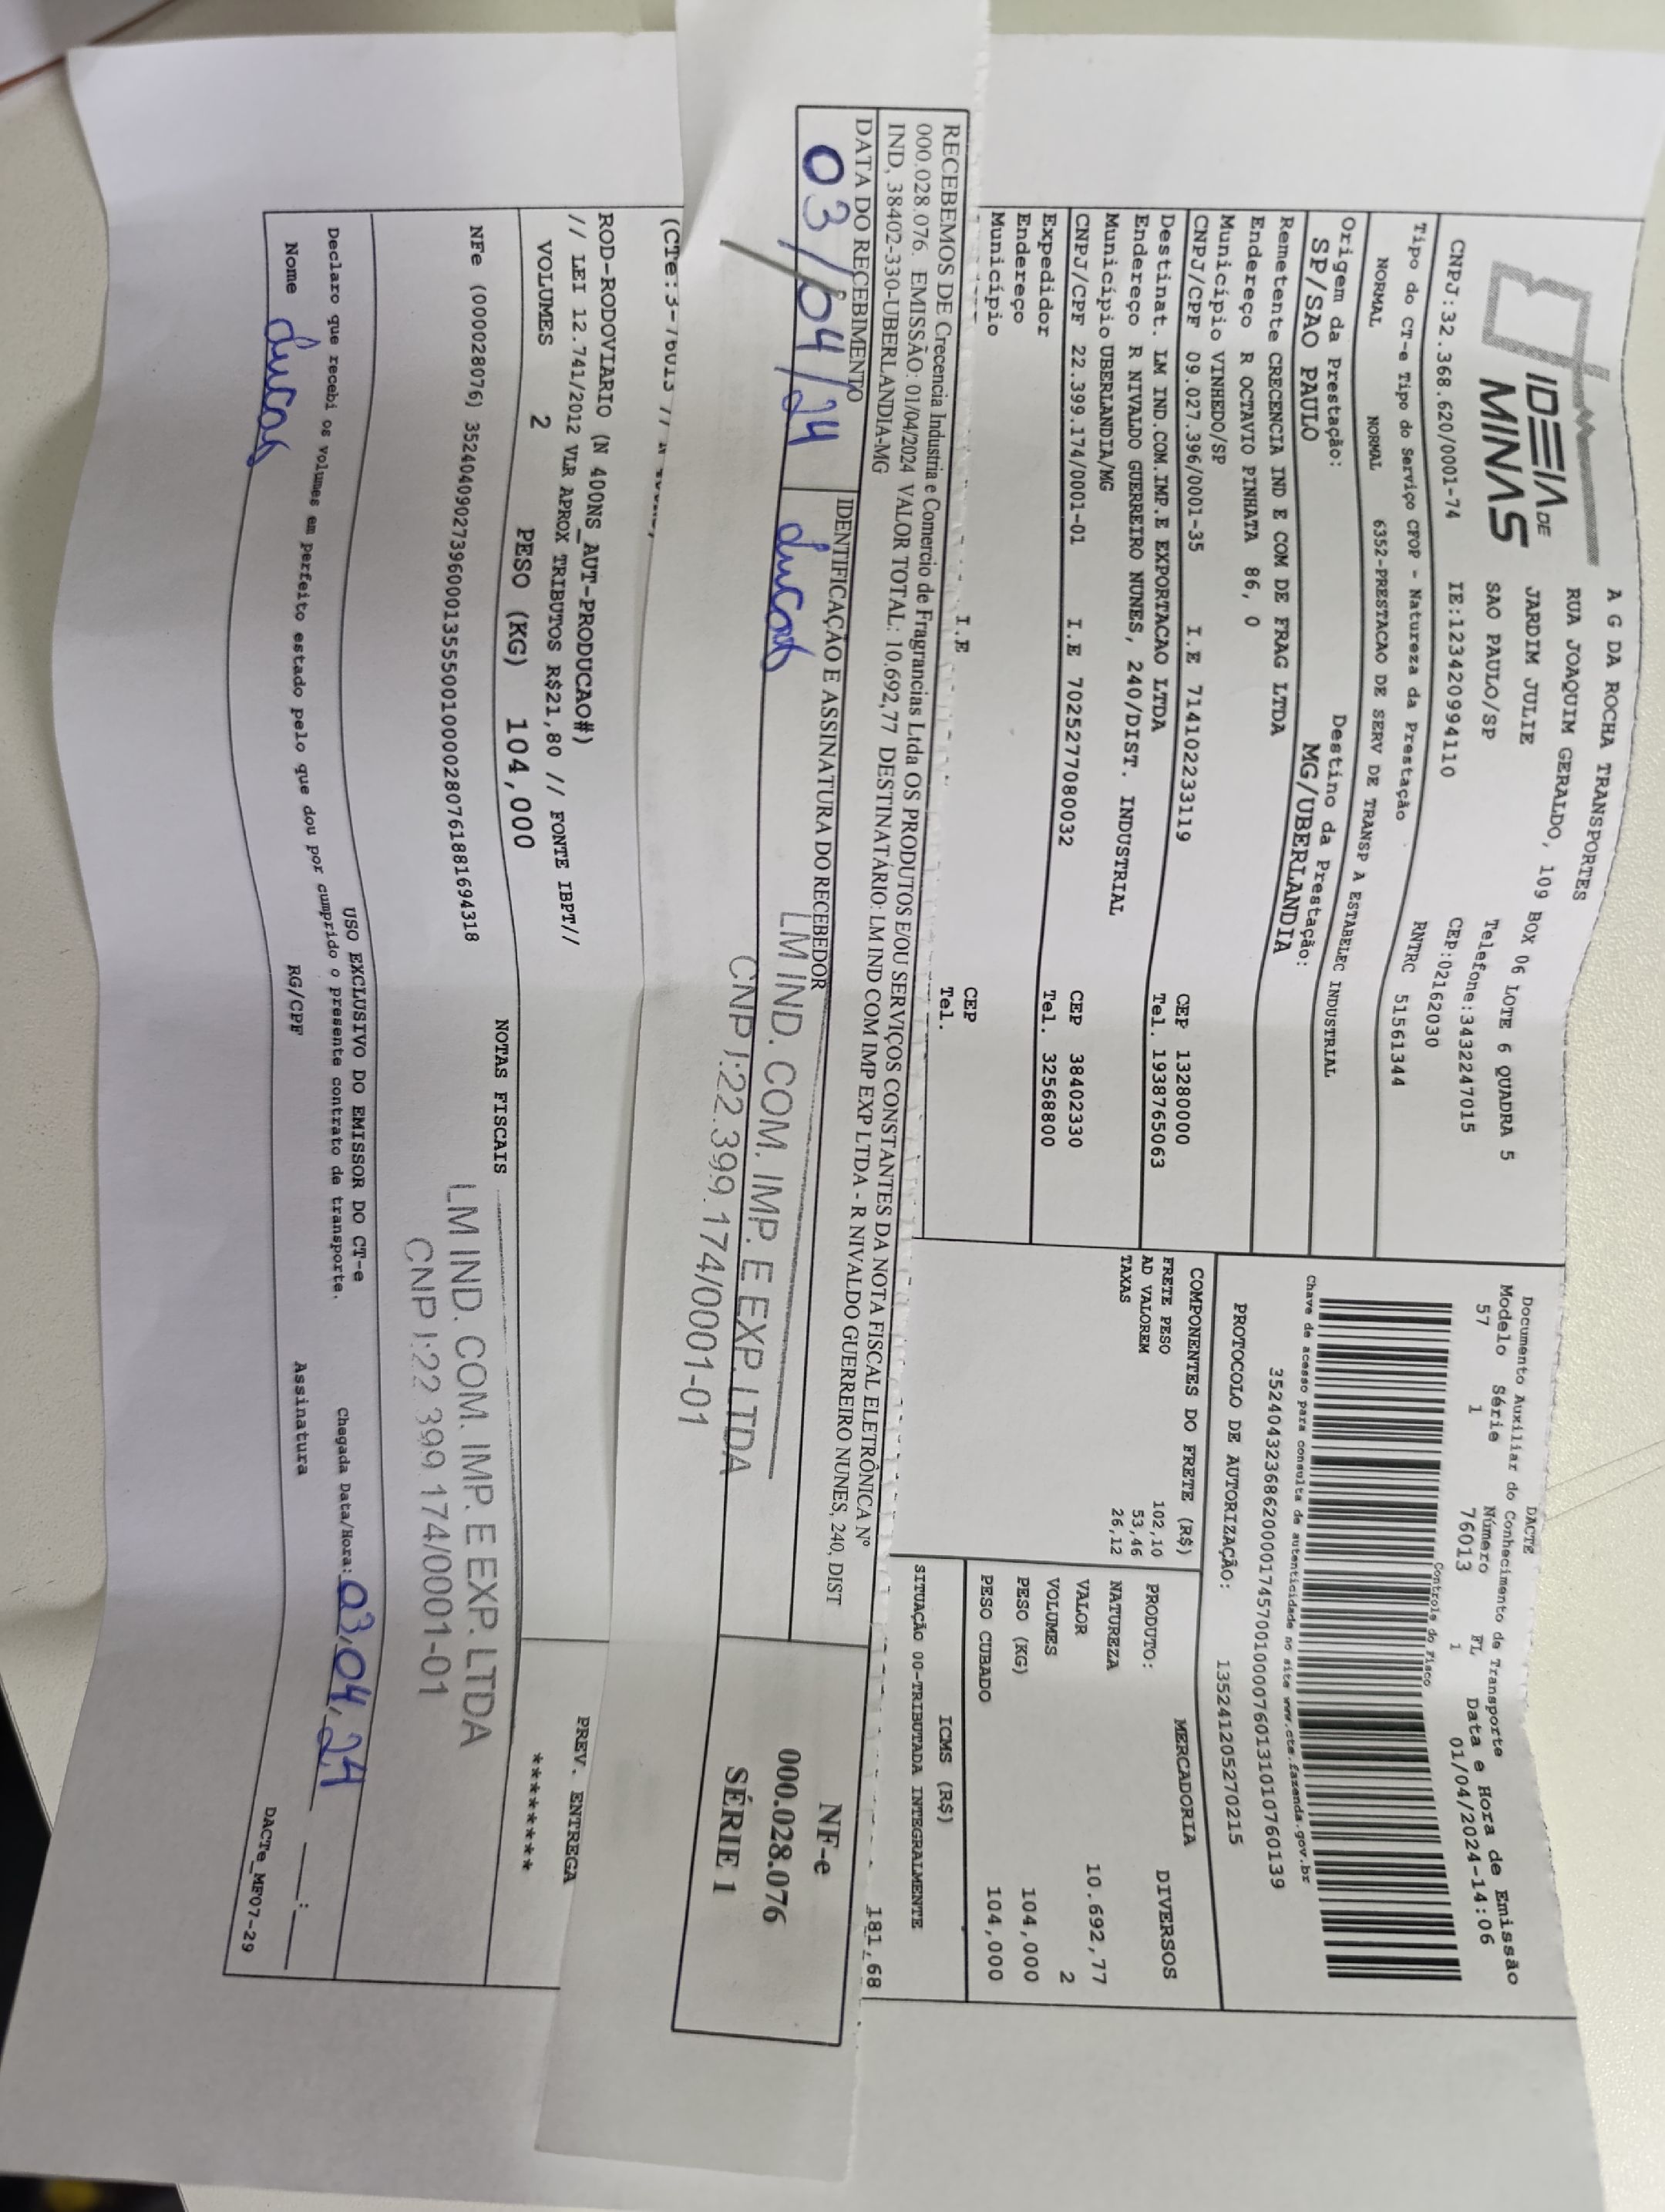 IDEIA DE
MINAS
A G DA ROCHA TRANSPORTES
RUA JOAQUIM GERALDO, 109 BOX 06 LOTE 6 QUADRA 5
JARDIM JULIE Telefone:3432247015
SAO PAULO/SP CEP:02162030
CNPJ:32.368.620/0001-74 IE:123420994110 RNTRC 51561344
Tipo do CT-e Tipo do Serviço CFOP - Natureza da Prestação
NORMAL NORMAL 6352-PRESTACAO DE SERV DE TRANSP A ESTABELEC INDUSTRIAL
Origem da Prestação: Destino da Prestação:
SP/SAO PAULO MG/UBERLANDIA
Remetente CRECENCIA IND E COM DE FRAG LTDA
Endereço R OCTAVIO PINHATA 86, 0
Município VINHEDO/SP CEP 13280000
CNPJ/CPF 09.027.396/0001-35 I.E 714102233119 Tel. 1938765063
Destinat. LM IND.COM.IMP.E EXPORTACAO LTDA
Endereço R NIVALDO GUERREIRO NUNES, 240/DIST. INDUSTRIAL
Município UBERLANDIA/MG CEP 38402330
CNPJ/CPF 22.399.174/0001-01 I.E 7025277080032 Tel. 32568800
Expedidor
Endereço
Município CEP
I.E Tel.
DACTE
Documento Auxiliar do Conhecimento de Transporte
Modelo Série Número FL Data e Hora de Emissão
57 1 76013 1 01/04/2024-14:06
Controle do Fisco
Chave de acesso para consulta de autenticidade no site www.cte.fazenda.gov.br
35240432368620000174570010000760131010760139
PROTOCOLO DE AUTORIZAÇÃO: 135241205270215
COMPONENTES DO FRETE (R$)
FRETE PESO 102,10
AD VALOREM 53,46
TAXAS 26,12
MERCADORIA
PRODUTO: DIVERSOS
NATUREZA
VALOR 10.692,77
VOLUMES 2
PESO (KG) 104,000
PESO CUBADO 104,000
ICMS (R$)
SITUAÇÃO 00-TRIBUTADA INTEGRALMENTE
181,68
RECEBEMOS DE Crecencia Industria e Comercio de Fragrancias Ltda OS PRODUTOS E/OU SERVIÇOS CONSTANTES DA NOTA FISCAL ELETRÔNICA Nº
000.028.076. EMISSÃO: 01/04/2024 VALOR TOTAL: 10.692,77 DESTINATÁRIO: LM IND COM IMP EXP LTDA - R NIVALDO GUERREIRO NUNES, 240, DIST
IND, 38402-330-UBERLANDIA-MG
DATA DO RECEBIMENTO IDENTIFICAÇÃO E ASSINATURA DO RECEBEDOR
03/04/24 Lucas
LM IND. COM. IMP. E EXP. LTDA
CNPJ:22.399.174/0001-01
NF-e
000.028.076
SÉRIE 1
(CTe:3-76013 //
ROD-RODOVIARIO (N 400NS_AUT-PRODUCAO#)
// LEI 12.741/2012 VLR APROX TRIBUTOS R$21,80 // FONTE IBPT//
VOLUMES 2 PESO (KG) 104,000
PREV. ENTREGA
********
NOTAS FISCAIS
NFe (000028076) 35240409027396000135550010000280761881694318
LM IND. COM. IMP. E EXP. LTDA
CNPJ:22.399.174/0001-01
USO EXCLUSIVO DO EMISSOR DO CT-e
Declaro que recebi os volumes em perfeito estado pelo que dou por cumprido o presente contrato de transporte.
Chegada Data/Hora: 03/04/24 __:__
Nome Lucas RG/CPF Assinatura
DACTe_MF07-29